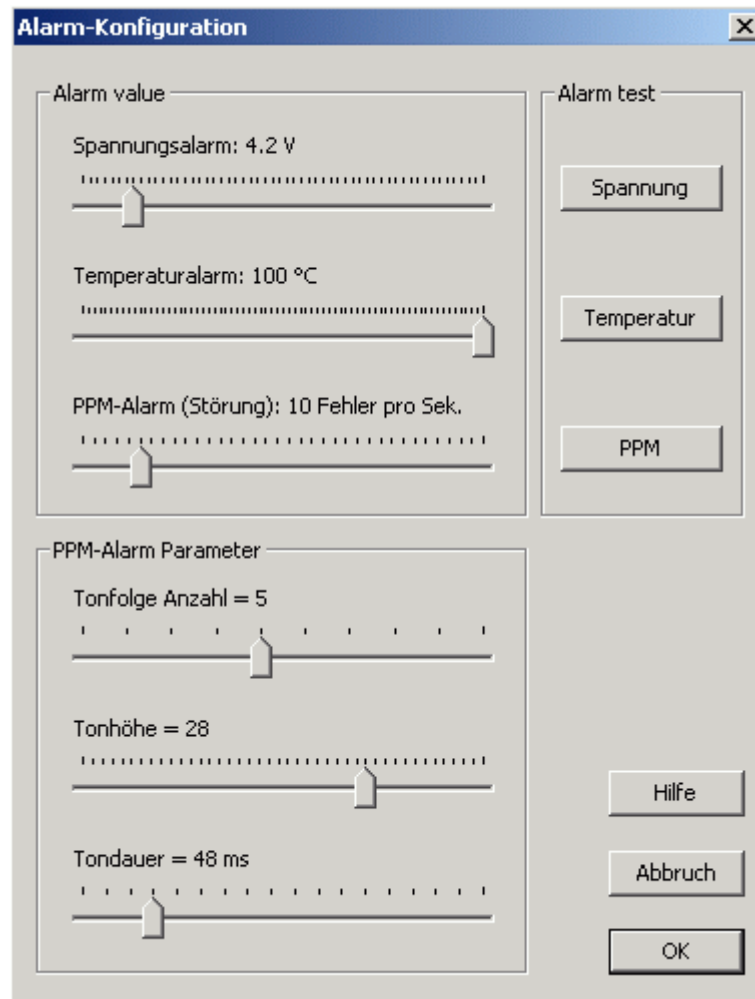 Alarm-Konfiguration
Alarm value
Spannungsalarm: 4.2 V
Temperaturalarm: 100 °C
PPM-Alarm (Störung): 10 Fehler pro Sek.
Alarm test
Spannung
Temperatur
PPM
PPM-Alarm Parameter
Tonfolge Anzahl = 5
Tonhöhe = 28
Tondauer = 48 ms
Hilfe
Abbruch
OK